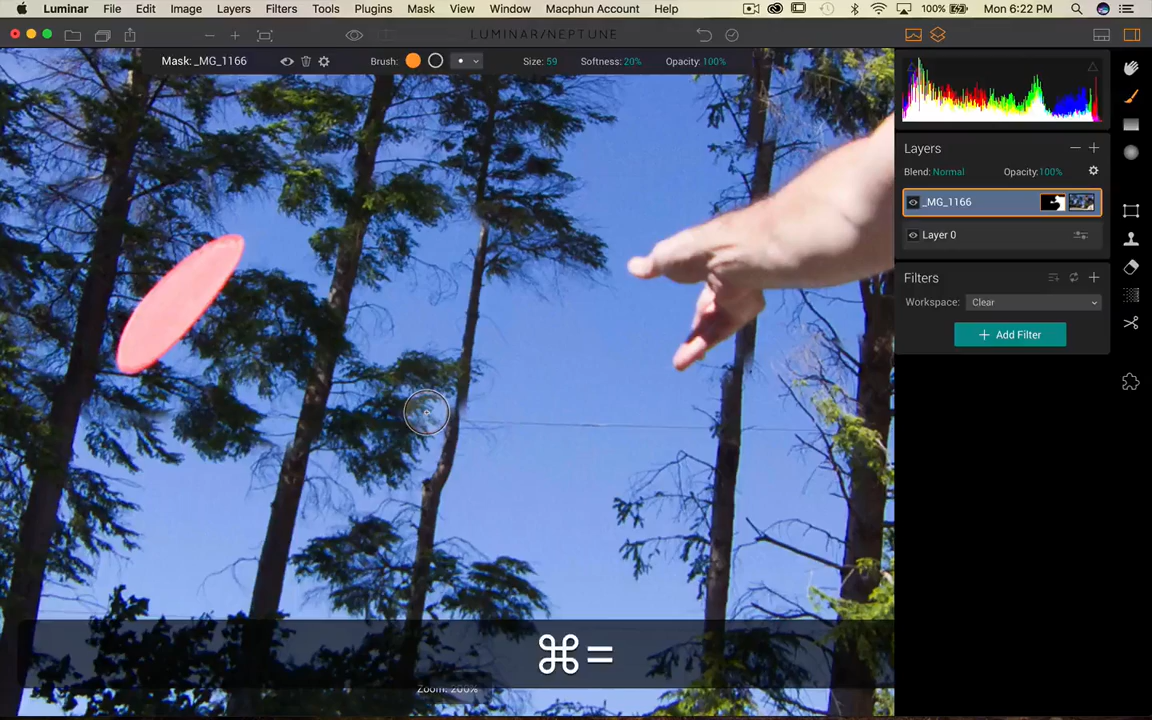 Luminar File Edit Image Layers Filters Tools Plugins Mask View Window Macphun Account Help 100% Mon 6:22 PM
LUMINAR/NEPTUNE
Mask: _MG_1166 Brush: Size: 59 Softness: 20% Opacity: 100%
Layers
Blend: Normal Opacity: 100%
_MG_1166
Layer 0
Filters
Workspace: Clear
+ Add Filter
⌘=
Zoom: 200%